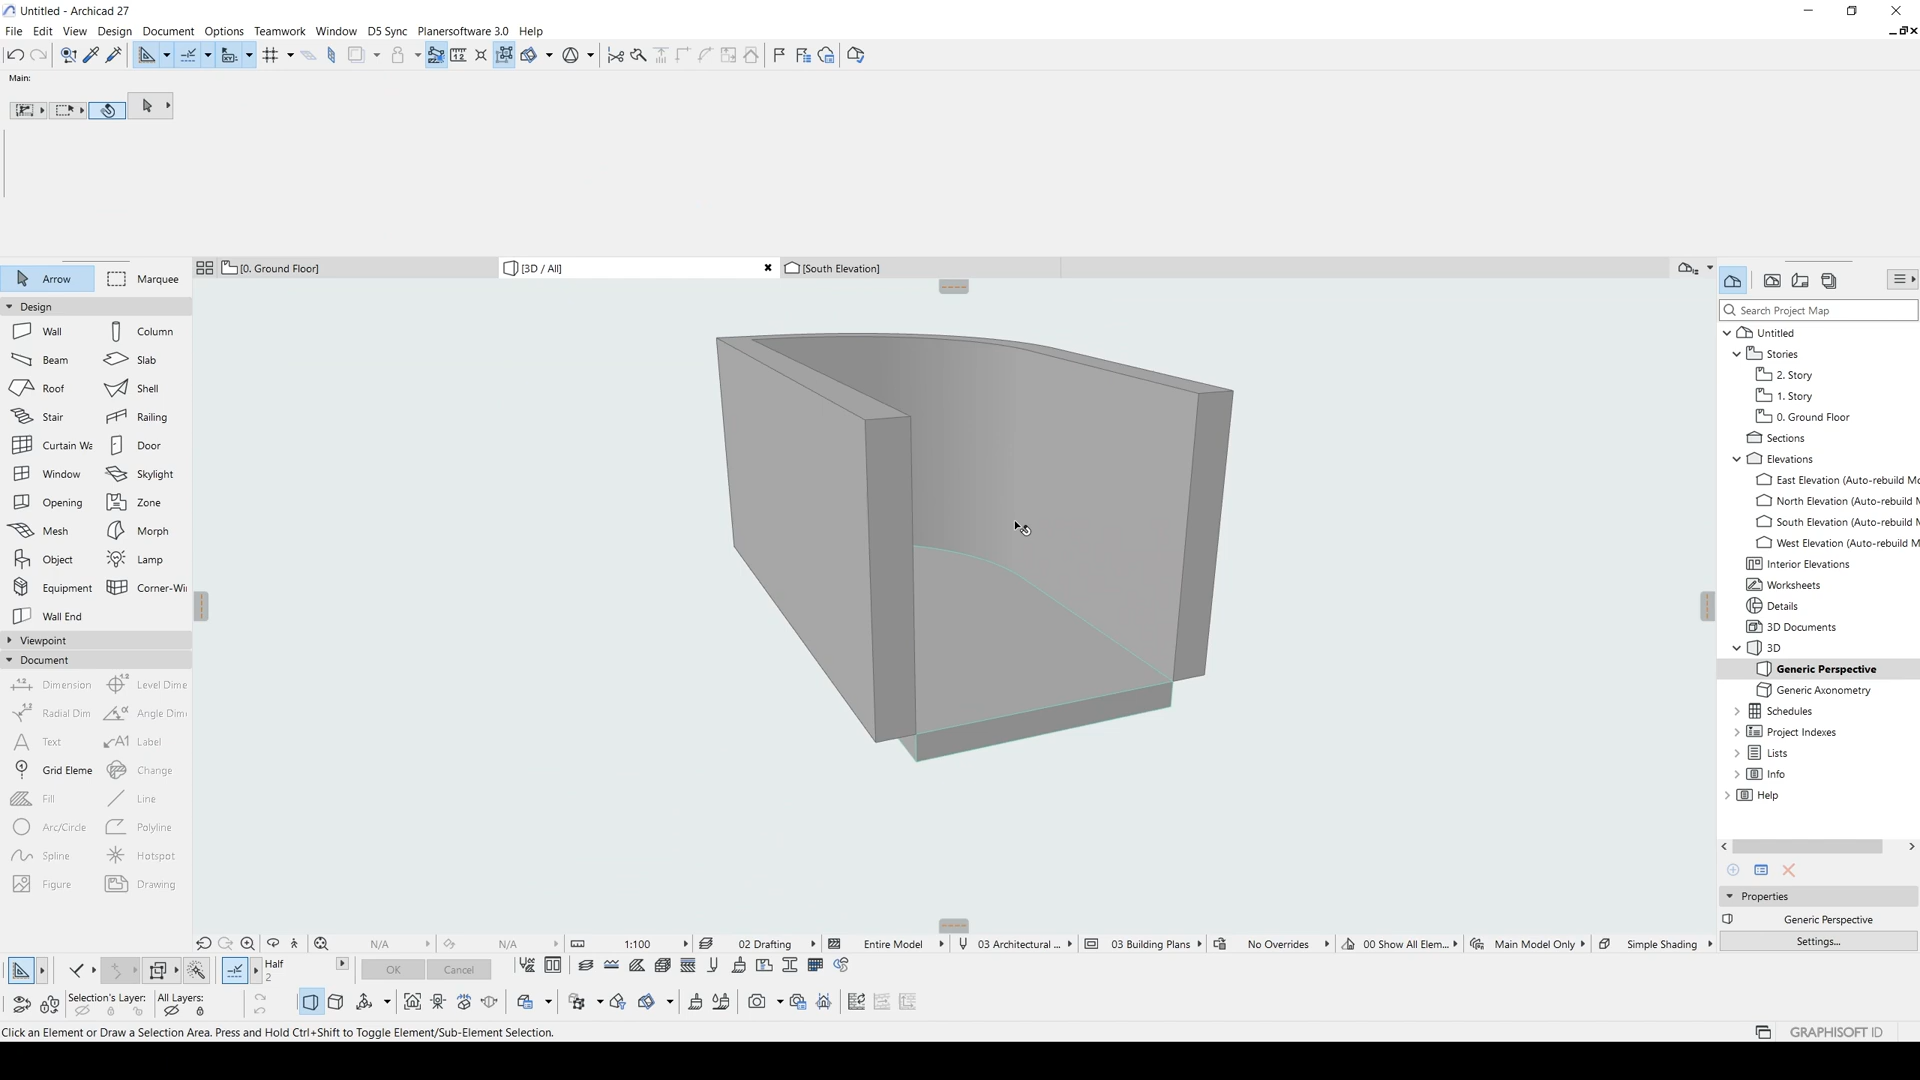 Untitled - Archicad 27
File Edit View Design Document Options Teamwork Window D5 Sync Planersoftware 3.0 Help
Main:
[0. Ground Floor] [3D / All] [South Elevation]
Arrow Marquee
Design
Wall Column
Beam Slab
Roof Shell
Stair Railing
Curtain Wa Door
Window Skylight
Opening Zone
Mesh Morph
Object Lamp
Equipment Corner-Wi
Wall End
Viewpoint
Document
Dimension Level Dime
Radial Dim Angle Dim
Text Label
Grid Eleme Change
Fill Line
Arc/Circle Polyline
Spline Hotspot
Figure Drawing
Search Project Map
Untitled
Stories
2. Story
1. Story
0. Ground Floor
Sections
Elevations
East Elevation (Auto-rebuild Mo
North Elevation (Auto-rebuild
South Elevation (Auto-rebuild M
West Elevation (Auto-rebuild M
Interior Elevations
Worksheets
Details
3D Documents
3D
Generic Perspective
Generic Axonometry
Schedules
Project Indexes
Lists
Info
Help
Properties
Generic Perspective
Settings...
N/A N/A 1:100 02 Drafting Entire Model 03 Architectural ... 03 Building Plans No Overrides 00 Show All Elem... Main Model Only Simple Shading
Half
2
OK Cancel
Selection's Layer: All Layers:
Click an Element or Draw a Selection Area. Press and Hold Ctrl+Shift to Toggle Element/Sub-Element Selection.
GRAPHISOFT ID